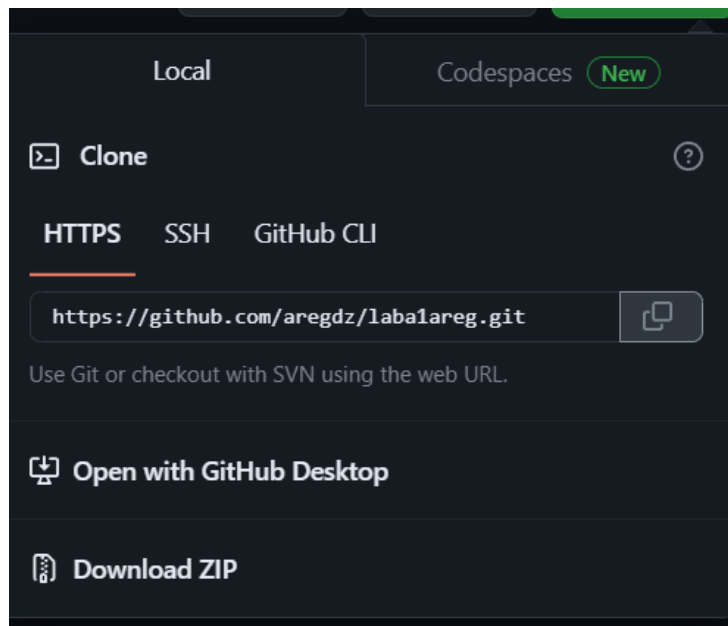 Local
Codespaces New
Clone
HTTPS SSH GitHub CLI
https://github.com/aregdz/laba1areg.git
Use Git or checkout with SVN using the web URL.
Open with GitHub Desktop
Download ZIP